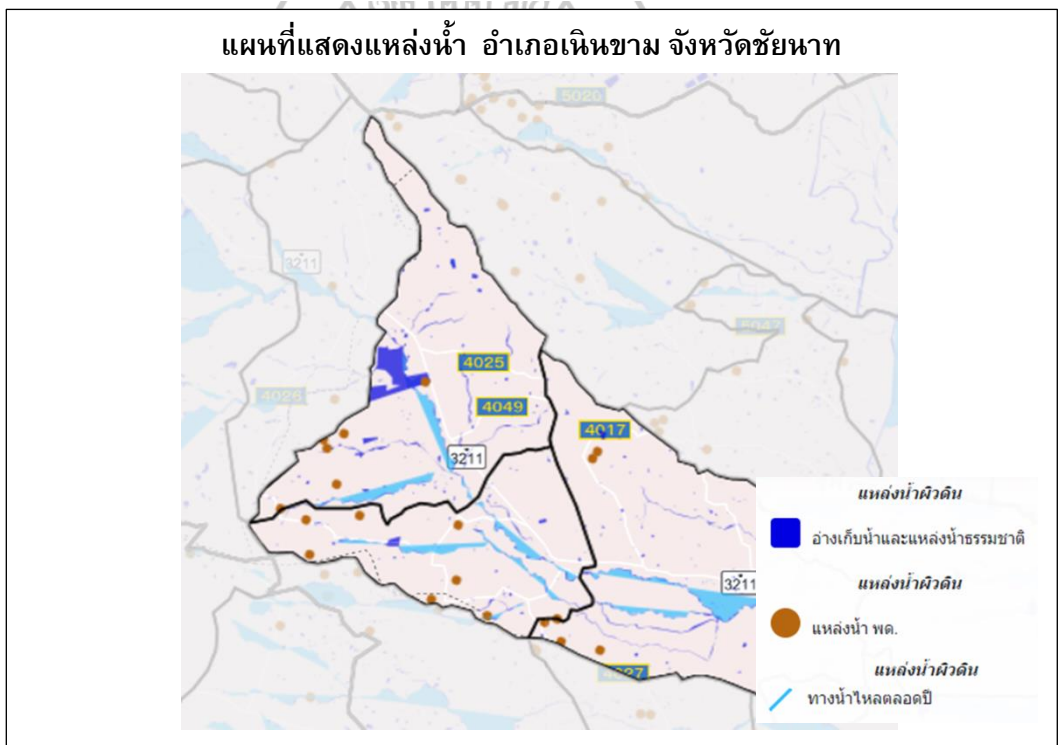 แผนที่แสดงแหล่งน้ำ อำเภอเนินขาม จังหวัดชัยนาท
5020
3211
5047
4025
4026
4049
4017
3211
แหล่งน้ำผิวดิน
อ่างเก็บน้ำและแหล่งน้ำธรรมชาติ
3211
แหล่งน้ำผิวดิน
แหล่งน้ำ พด.
แหล่งน้ำผิวดิน
ทางน้ำไหลตลอดปี